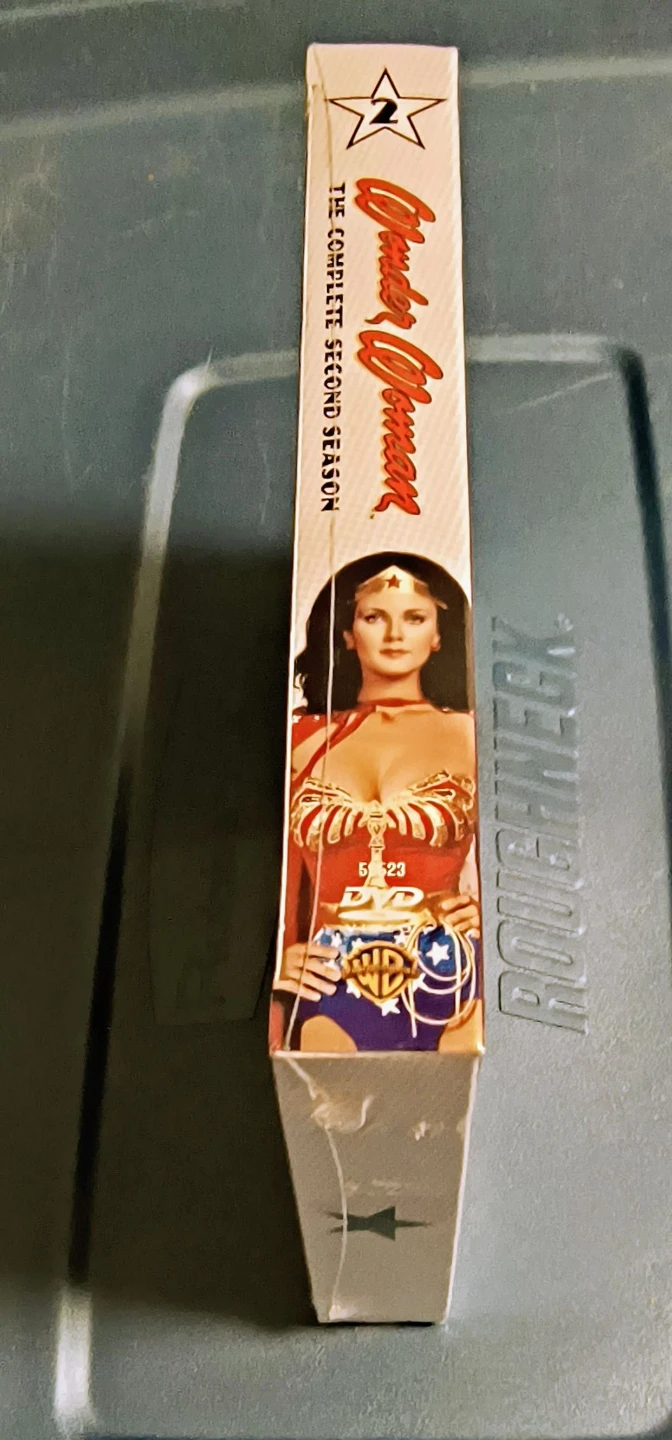 2
Wonder Woman
THE COMPLETE SECOND SEASON
DVD
WB
ROUGHNECK